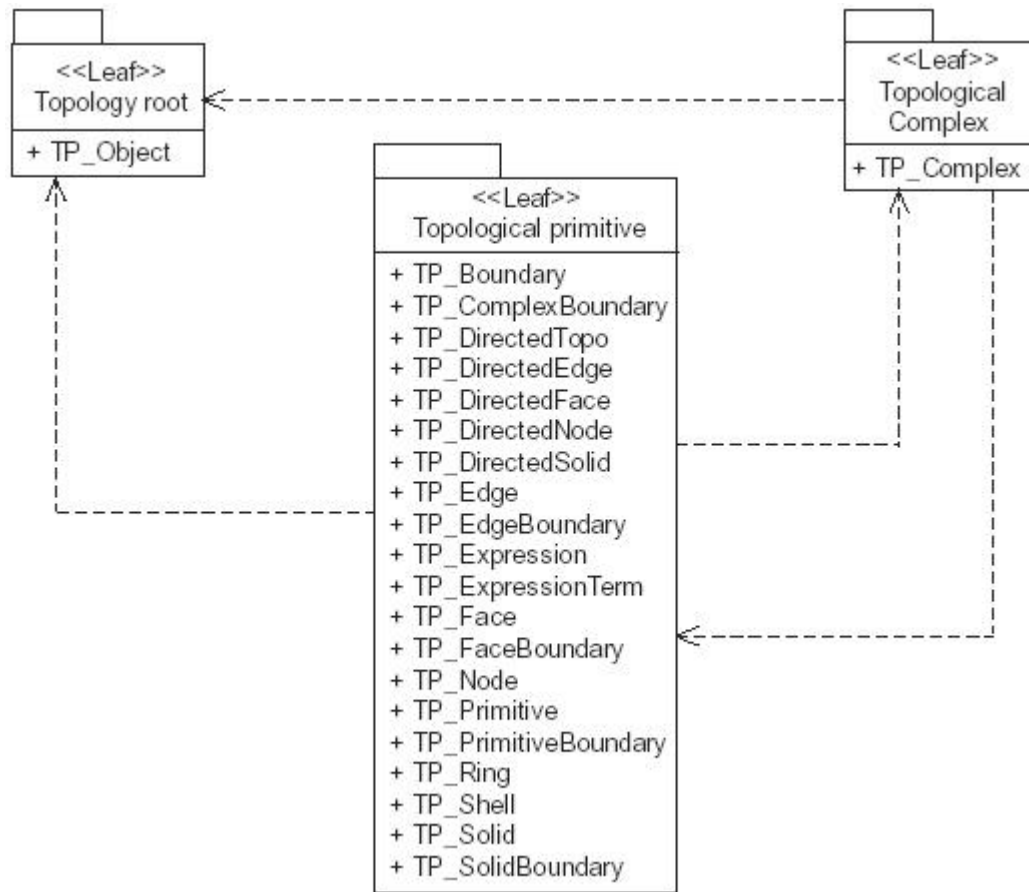 <<Leaf>>
Topology root
+ TP_Object
<<Leaf>>
Topological
Complex
+ TP_Complex
<<Leaf>>
Topological primitive
+ TP_Boundary
+ TP_ComplexBoundary
+ TP_DirectedTopo
+ TP_DirectedEdge
+ TP_DirectedFace
+ TP_DirectedNode
+ TP_DirectedSolid
+ TP_Edge
+ TP_EdgeBoundary
+ TP_Expression
+ TP_ExpressionTerm
+ TP_Face
+ TP_FaceBoundary
+ TP_Node
+ TP_Primitive
+ TP_PrimitiveBoundary
+ TP_Ring
+ TP_Shell
+ TP_Solid
+ TP_SolidBoundary